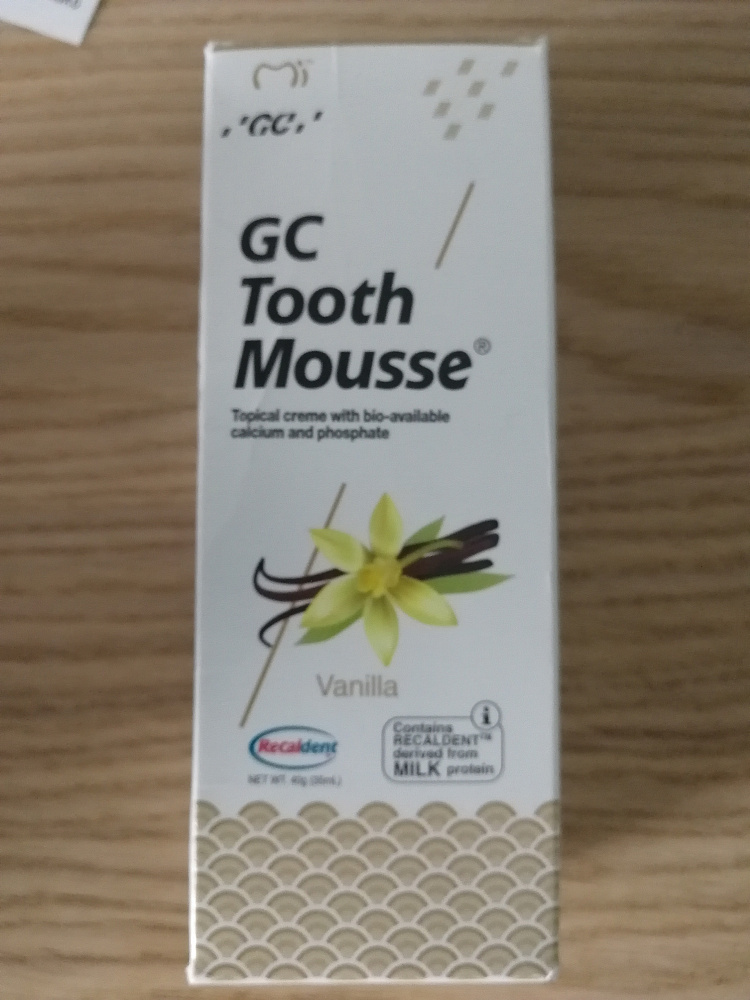 Mi™
GC
GC
Tooth
Mousse®
Topical creme with bio-available
calcium and phosphate
Vanilla
Recaldent
i
Contains
RECALDENT™
derived from
MILK protein
NET WT. 40g (35mL)